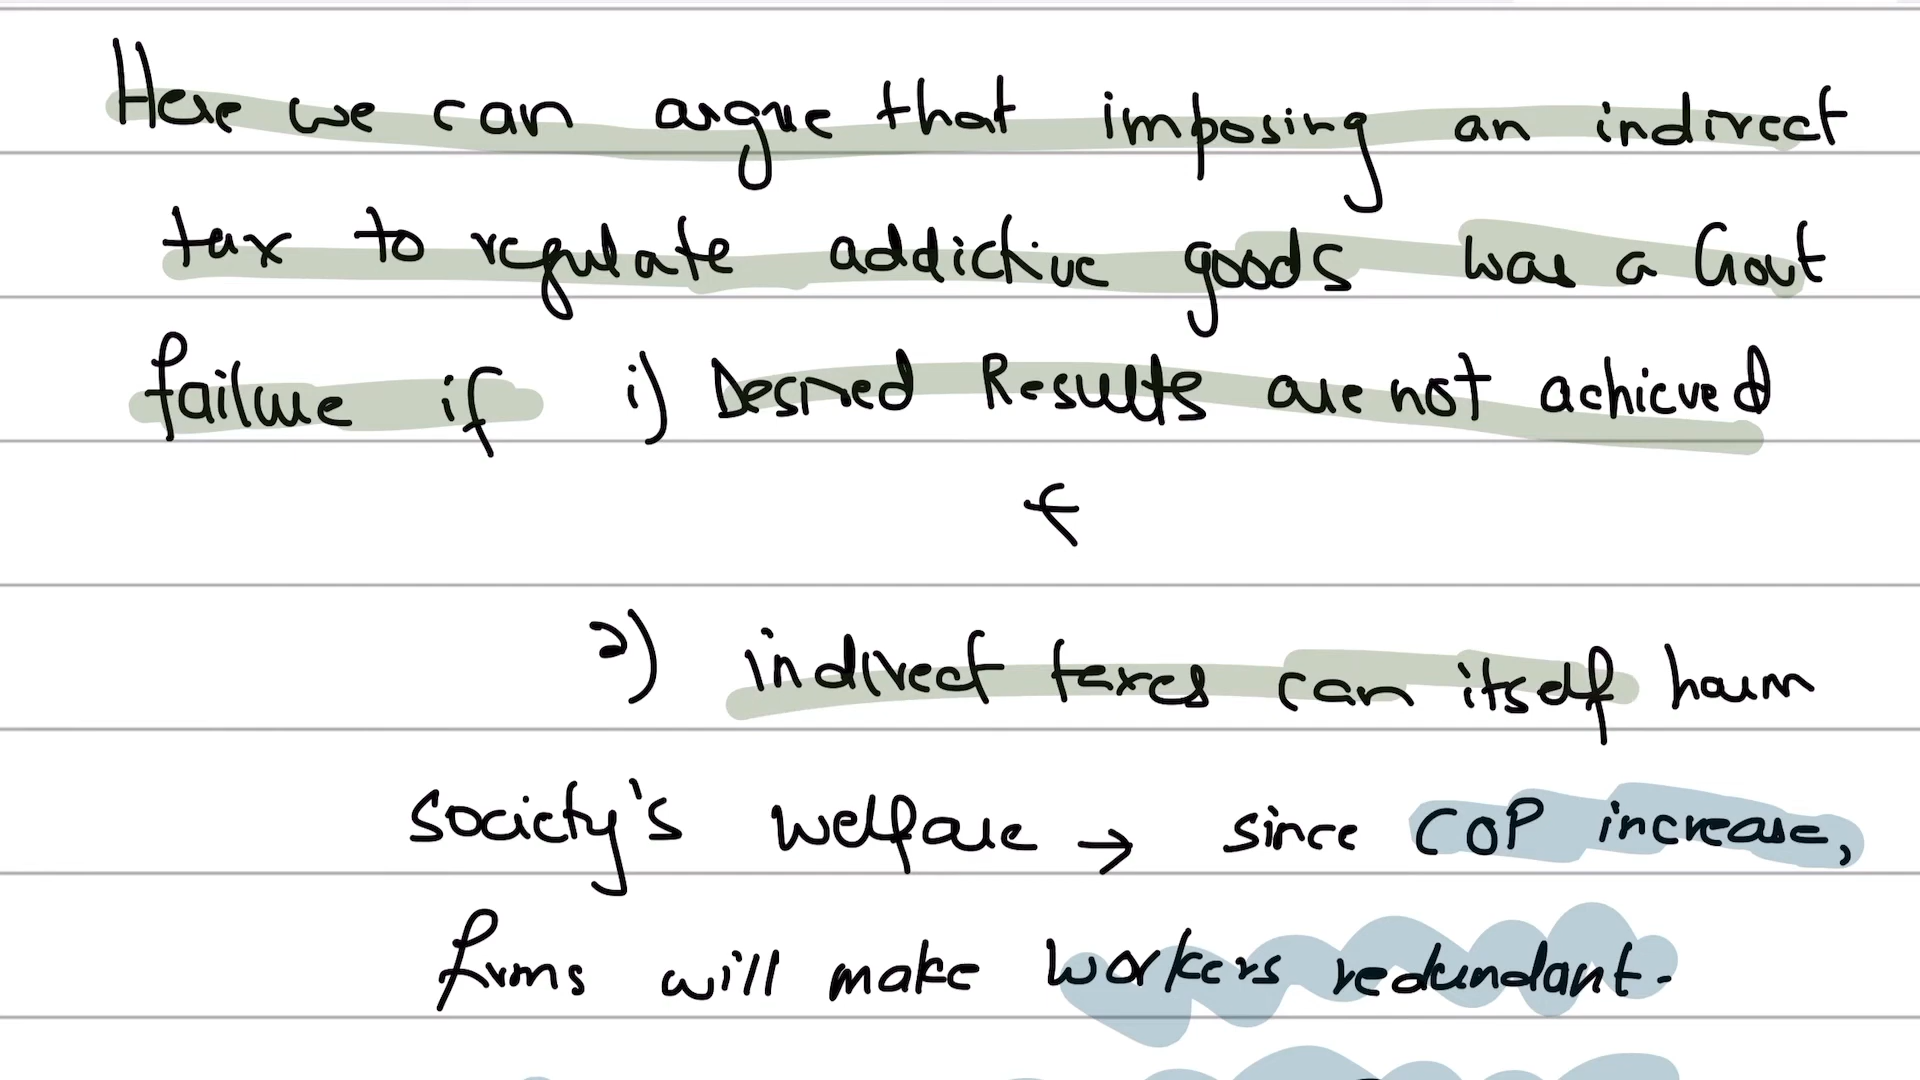 Here we can argue that imposing an indirect
tax to regulate addictive goods was a Govt
failure if i) Desired Results are not achieved
&
2) indirect taxes can itself harm
society's welfare → since COP increase,
firms will make workers redundant.